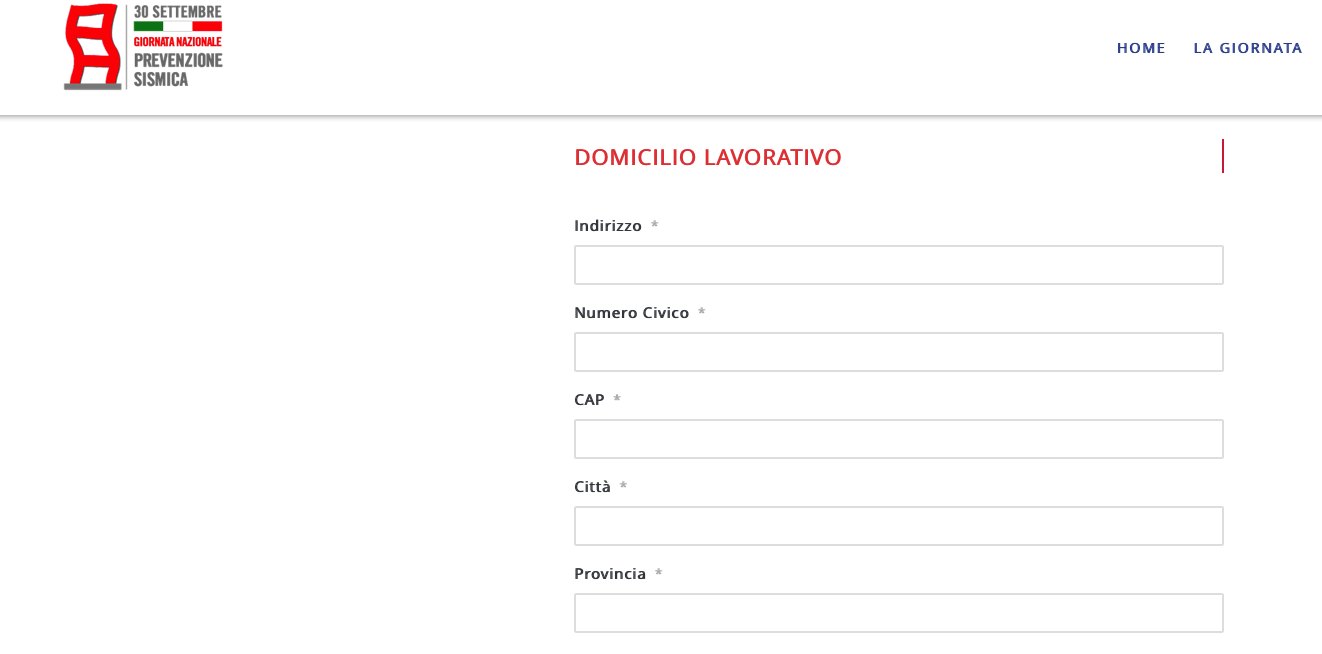 30 SETTEMBRE
GIORNATA NAZIONALE
PREVENZIONE
SISMICA
HOME LA GIORNATA
DOMICILIO LAVORATIVO
Indirizzo *
Numero Civico *
CAP *
Città *
Provincia *